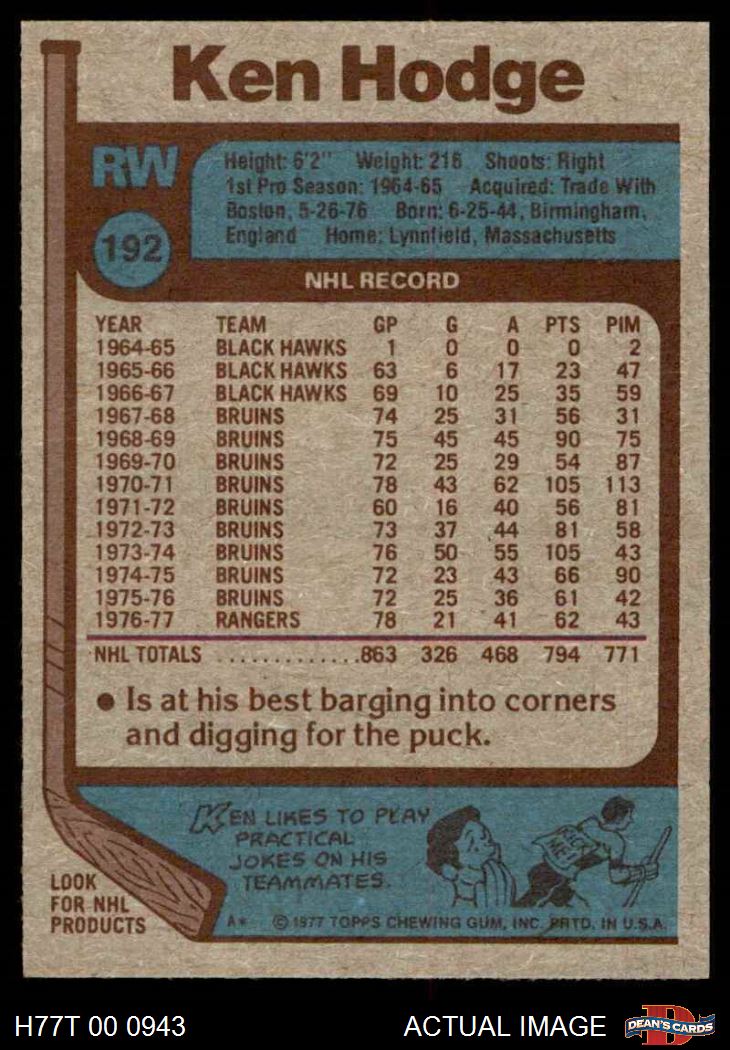 Ken Hodge
RW
192
Height: 6'2" Weight: 216 Shoots: Right
1st Pro Season: 1964-65 Acquired: Trade With
Boston, 5-26-76 Born: 6-25-44, Birmingham,
England Home: Lynnfield, Massachusetts
NHL RECORD
YEAR TEAM GP G A PTS PIM
1964-65 BLACK HAWKS 1 0 0 0 2
1965-66 BLACK HAWKS 63 6 17 23 47
1966-67 BLACK HAWKS 69 10 25 35 59
1967-68 BRUINS 74 25 31 56 31
1968-69 BRUINS 75 45 45 90 75
1969-70 BRUINS 72 25 29 54 87
1970-71 BRUINS 78 43 62 105 113
1971-72 BRUINS 60 16 40 56 81
1972-73 BRUINS 73 37 44 81 58
1973-74 BRUINS 76 50 55 105 43
1974-75 BRUINS 72 23 43 66 90
1975-76 BRUINS 72 25 36 61 42
1976-77 RANGERS 78 21 41 62 43
NHL TOTALS .............863 326 468 794 771
● Is at his best barging into corners
and digging for the puck.
KEN LIKES TO PLAY
PRACTICAL
JOKES ON HIS
TEAMMATES.
KICK
ME!
LOOK
FOR NHL
PRODUCTS
A* © 1977 TOPPS CHEWING GUM, INC. PRTD. IN U.S.A.
H77T 00 0943 ACTUAL IMAGE
D
DEAN'S CARDS